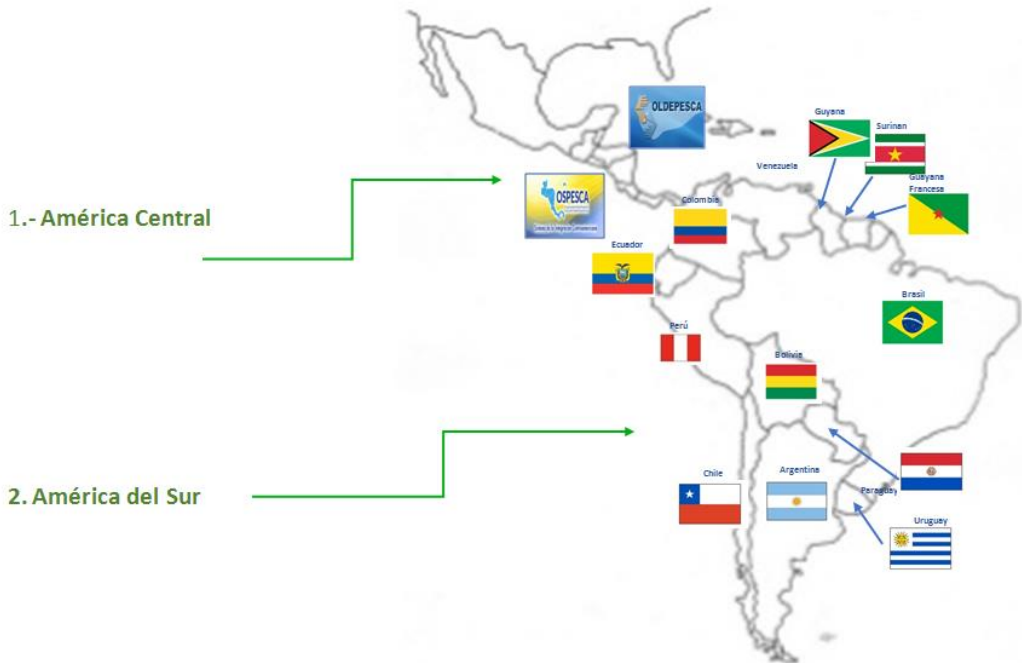 OLDEPESCA
Guyana
Surinan
Venezuela
Guayana
Francesa
1.- América Central
OSPESCA
Colombia
Ecuador
Brasil
Perú
Bolivia
2. América del Sur
Chile
Argentina
Paraguay
Uruguay